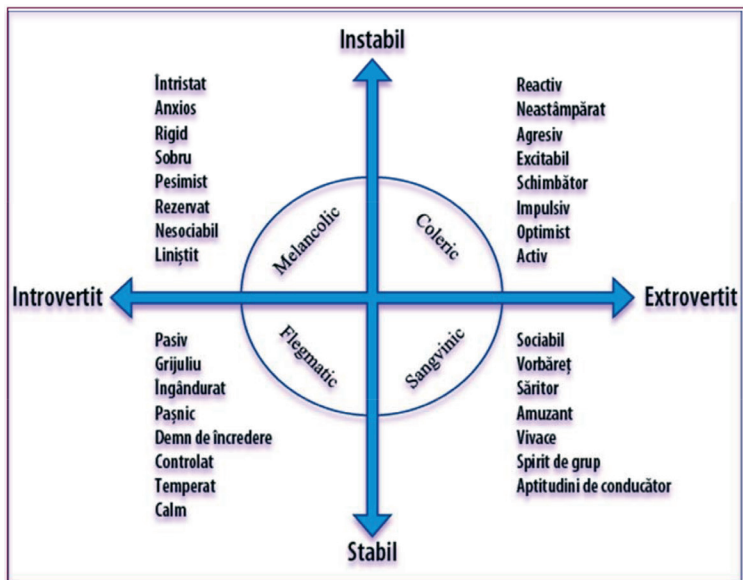 Instabil
Întristat
Anxios
Rigid
Sobru
Pesimist
Rezervat
Nesociabil
Liniștit
Reactiv
Neastâmpărat
Agresiv
Excitabil
Schimbător
Impulsiv
Optimist
Activ
Melancolic
Coleric
Introvertit
Extrovertit
Flegmatic
Sangvinic
Pasiv
Grijuliu
Îngândurat
Pașnic
Demn de încredere
Controlat
Temperat
Calm
Sociabil
Vorbăreț
Săritor
Amuzant
Vivace
Spirit de grup
Aptitudini de conducător
Stabil